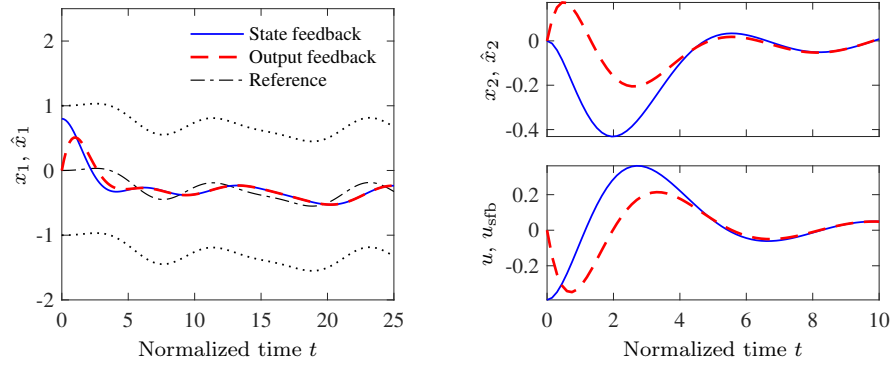 2
1
0
-1
-2
x₁, x̂₁
State feedback
Output feedback
Reference
0 5 10 15 20 25
Normalized time t
0
-0.2
-0.4
x₂, x̂₂
0.2
0
-0.2
u, u_sfb
0 2 4 6 8 10
Normalized time t